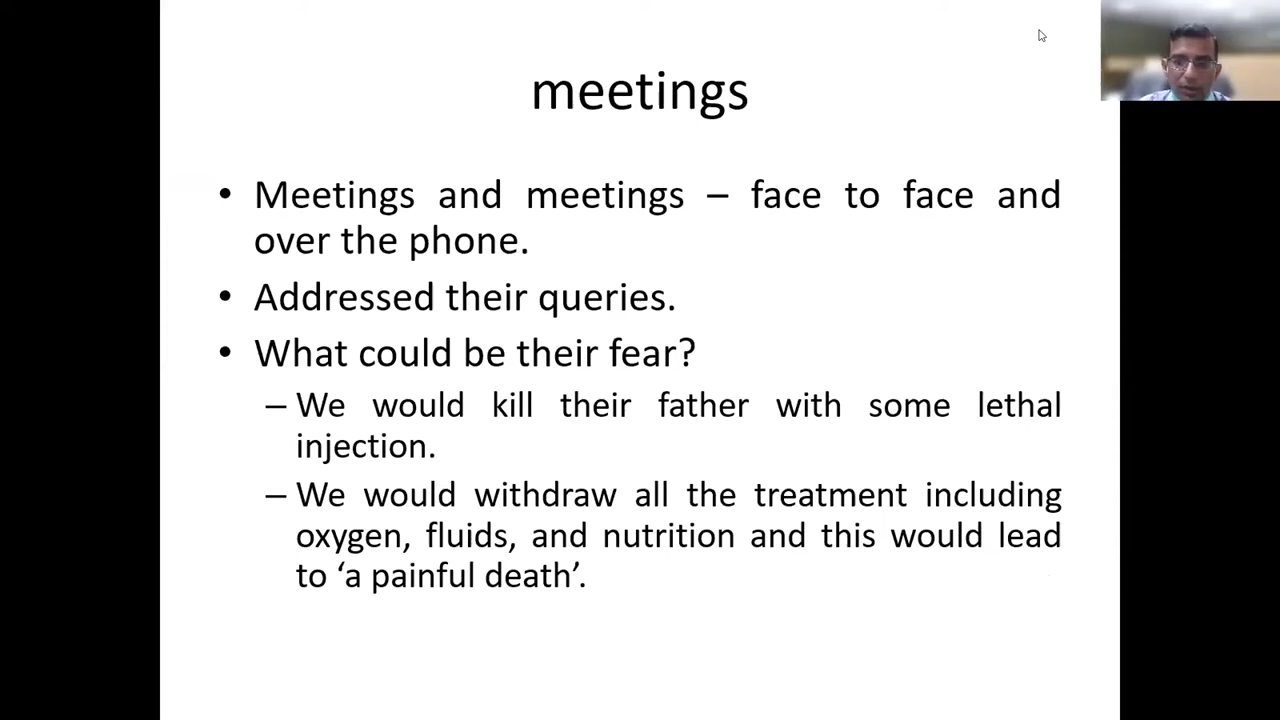 meetings
• Meetings and meetings – face to face and
over the phone.
• Addressed their queries.
• What could be their fear?
– We would kill their father with some lethal
injection.
– We would withdraw all the treatment including
oxygen, fluids, and nutrition and this would lead
to ‘a painful death’.